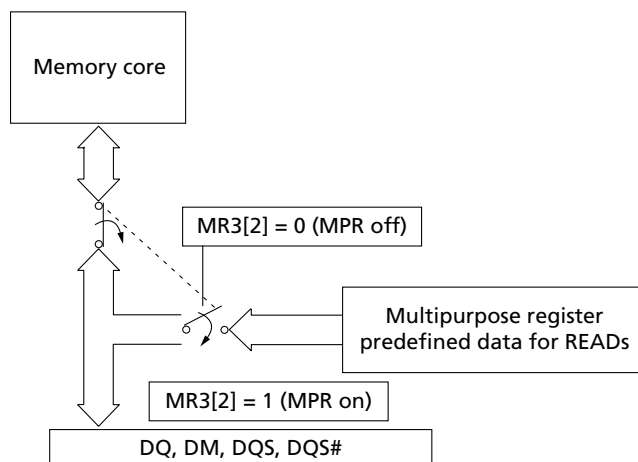 Memory core
MR3[2] = 0 (MPR off)
Multipurpose register
predefined data for READs
MR3[2] = 1 (MPR on)
DQ, DM, DQS, DQS#